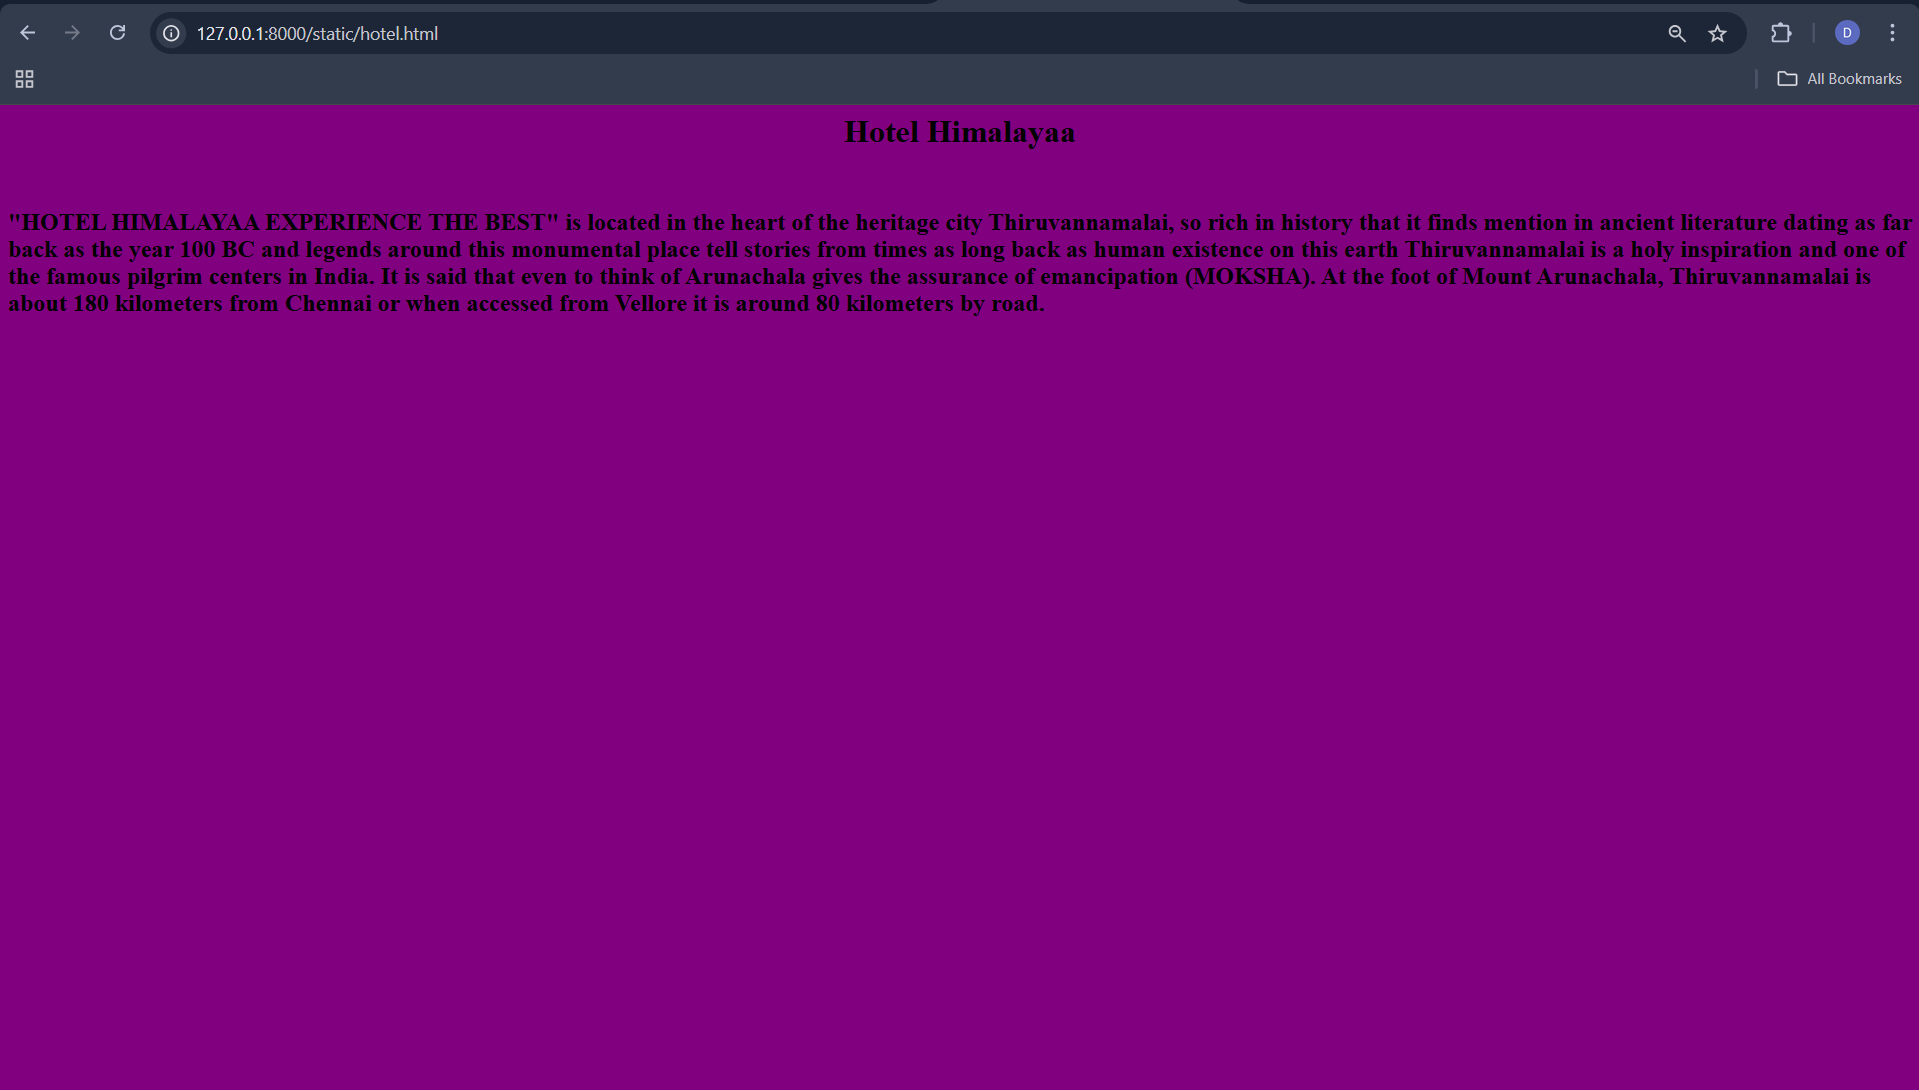 127.0.0.1:8000/static/hotel.html
D
All Bookmarks
Hotel Himalayaa
"HOTEL HIMALAYAA EXPERIENCE THE BEST" is located in the heart of the heritage city Thiruvannamalai, so rich in history that it finds mention in ancient literature dating as far
back as the year 100 BC and legends around this monumental place tell stories from times as long back as human existence on this earth Thiruvannamalai is a holy inspiration and one of
the famous pilgrim centers in India. It is said that even to think of Arunachala gives the assurance of emancipation (MOKSHA). At the foot of Mount Arunachala, Thiruvannamalai is
about 180 kilometers from Chennai or when accessed from Vellore it is around 80 kilometers by road.